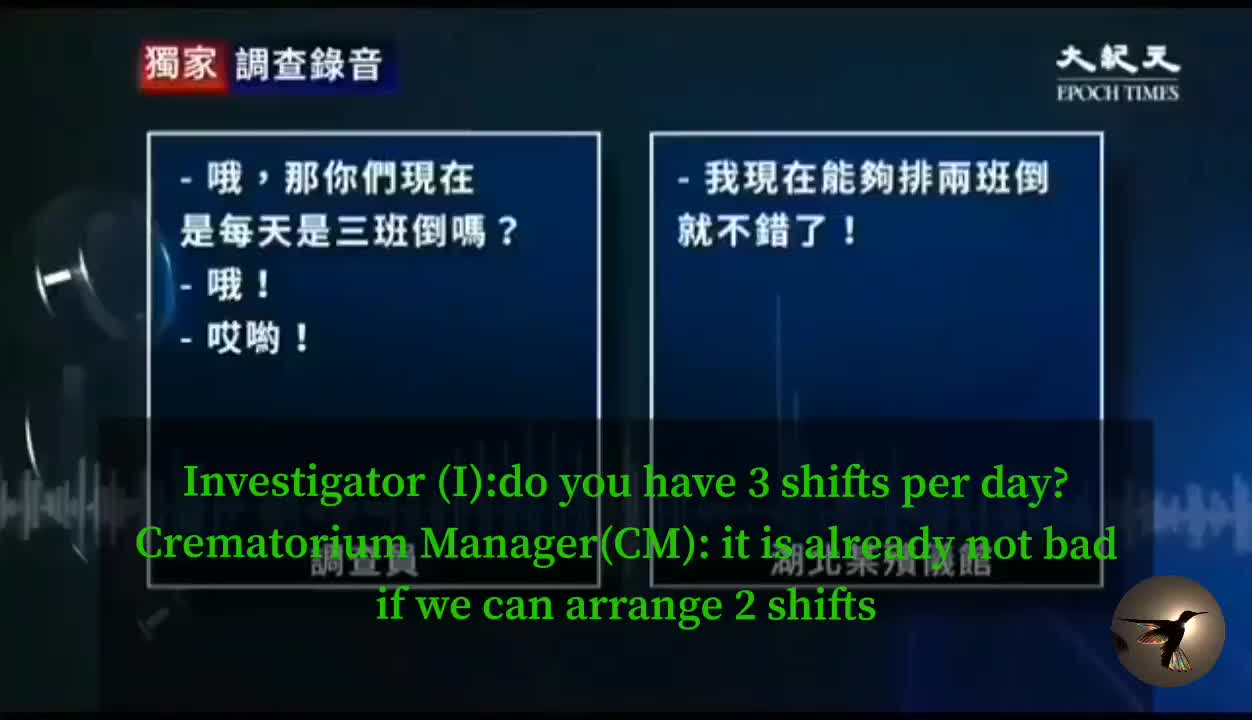 獨家 調查錄音
大紀元
EPOCH TIMES
- 哦，那你們現在
是每天是三班倒嗎？
- 哦！
- 哎喲！
- 我現在能夠排兩班倒
就不錯了！
調查員
湖北某殯儀館
Investigator (I):do you have 3 shifts per day?
Crematorium Manager(CM): it is already not bad
if we can arrange 2 shifts